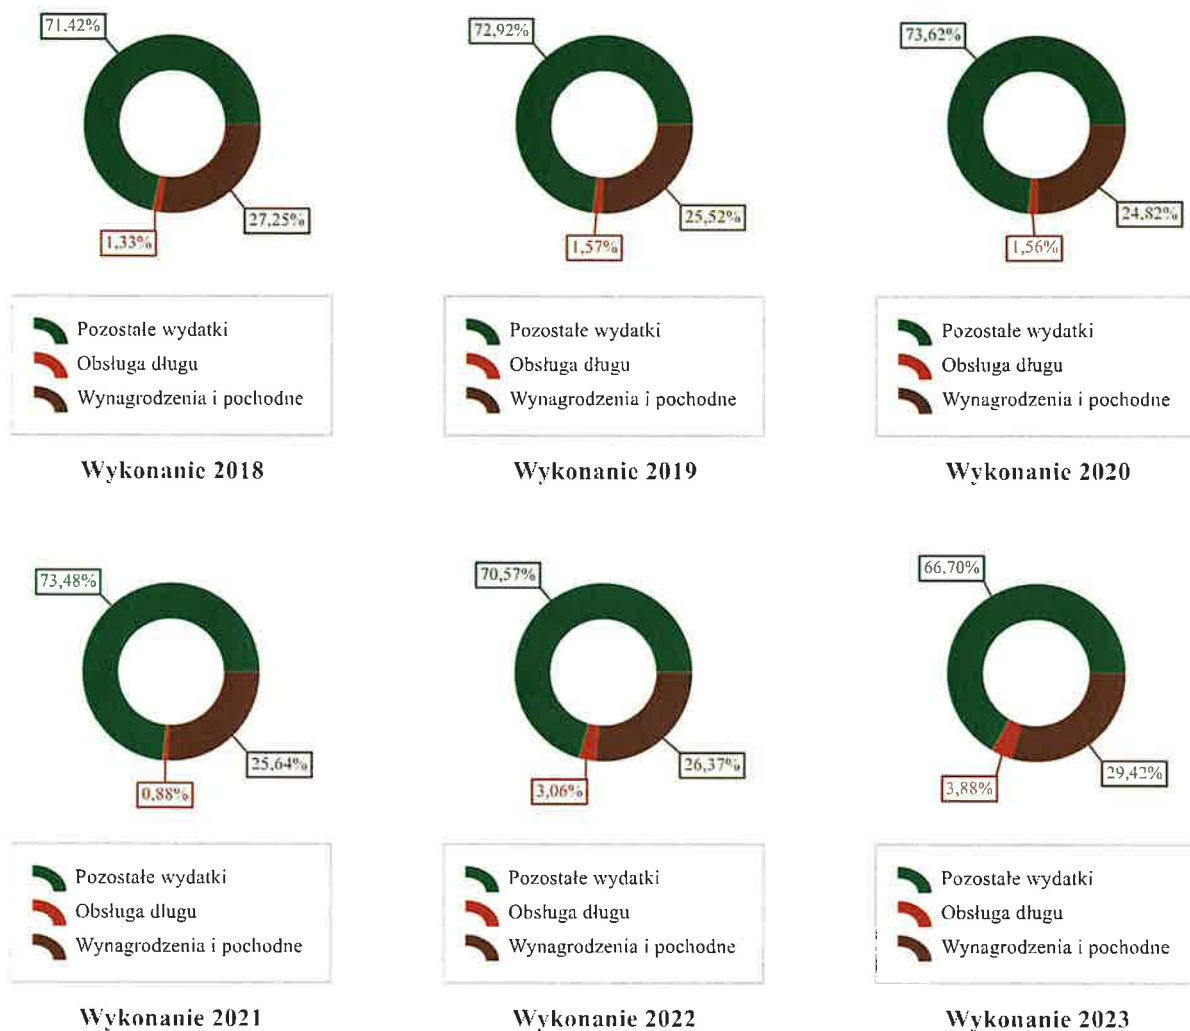 71,42%
1,33%
27,25%
Pozostałe wydatki
Obsługa długu
Wynagrodzenia i pochodne
Wykonanie 2018
72,92%
1,57%
25,52%
Pozostałe wydatki
Obsługa długu
Wynagrodzenia i pochodne
Wykonanie 2019
73,62%
1,56%
24,82%
Pozostałe wydatki
Obsługa długu
Wynagrodzenia i pochodne
Wykonanie 2020
73,48%
0,88%
25,64%
Pozostałe wydatki
Obsługa długu
Wynagrodzenia i pochodne
Wykonanie 2021
70,57%
3,06%
26,37%
Pozostałe wydatki
Obsługa długu
Wynagrodzenia i pochodne
Wykonanie 2022
66,70%
3,88%
29,42%
Pozostałe wydatki
Obsługa długu
Wynagrodzenia i pochodne
Wykonanie 2023